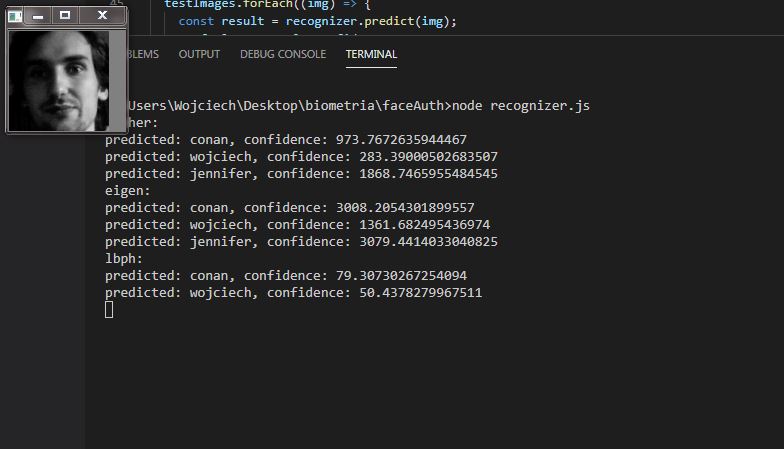 45
testImages.forEach((img) => {
const result = recognizer.predict(img);
BLEMS OUTPUT DEBUG CONSOLE TERMINAL
Users\Wojciech\Desktop\biometria\faceAuth>node recognizer.js
her:
predicted: conan, confidence: 973.7672635944467
predicted: wojciech, confidence: 283.39000502683507
predicted: jennifer, confidence: 1868.7465955484545
eigen:
predicted: conan, confidence: 3008.2054301899557
predicted: wojciech, confidence: 1361.682495436974
predicted: jennifer, confidence: 3079.4414033040825
lbph:
predicted: conan, confidence: 79.30730267254094
predicted: wojciech, confidence: 50.4378279967511